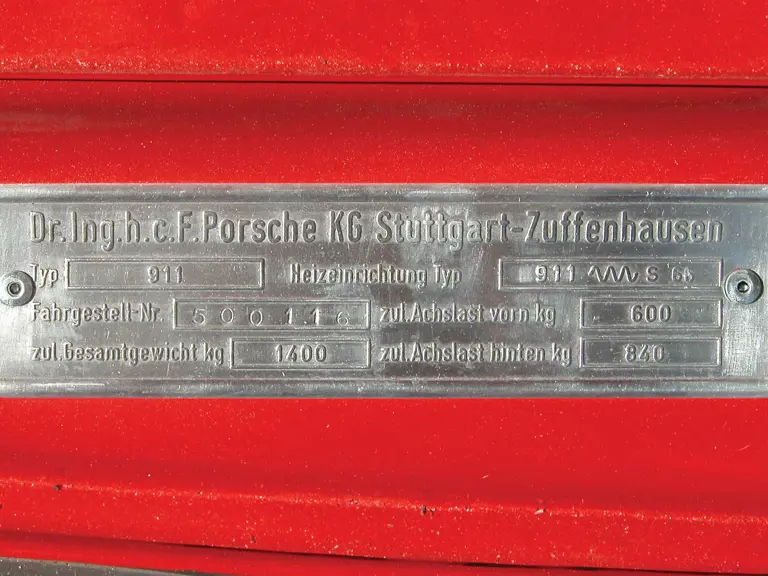 Dr. Ing. h. c. F. Porsche KG Stuttgart-Zuffenhausen
Typ 911 Heizeinrichtung Typ 911 S 64
Fahrgestell-Nr. 500116 zul. Achslast vorn kg 600
zul. Gesamtgewicht kg 1400 zul. Achslast hinten kg 840